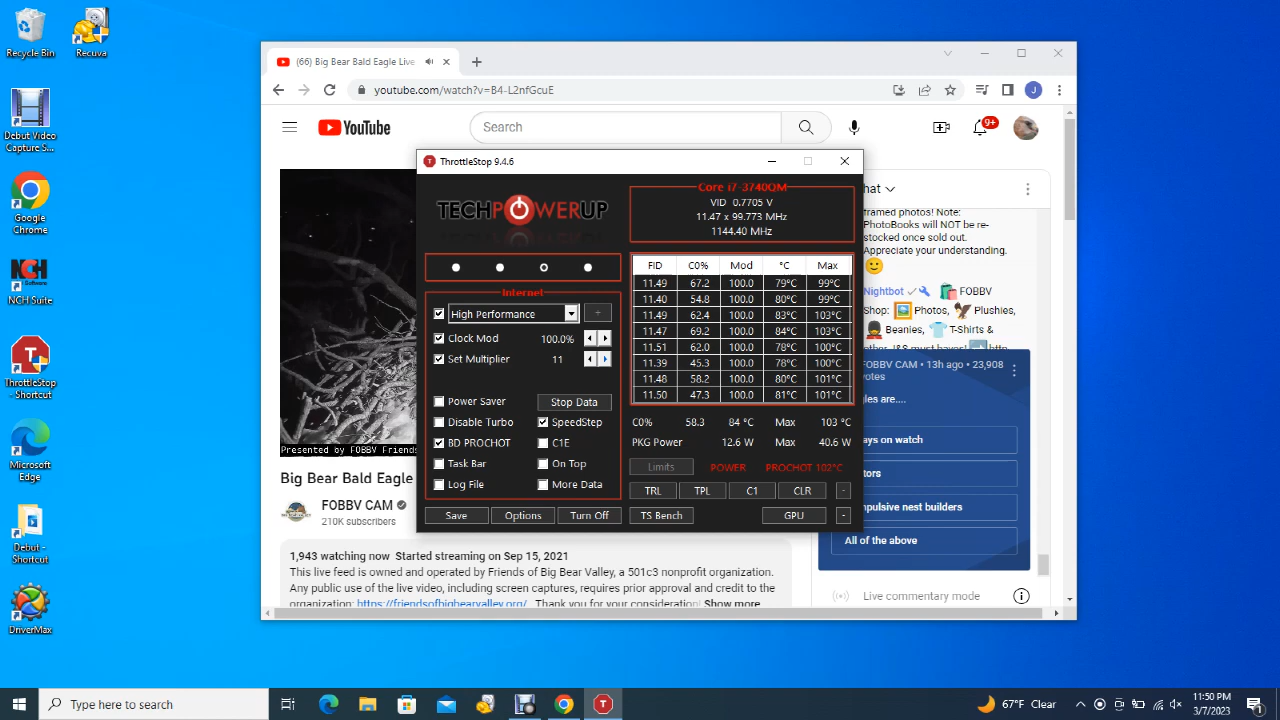 Recycle Bin
Recuva
Debut Video
Capture S...
Google
Chrome
NCH
Software
NCH Suite
ThrottleStop
- Shortcut
Microsoft
Edge
Debut -
Shortcut
DriverMax
(66) Big Bear Bald Eagle Live
youtube.com/watch?v=B4-L2nfGcuE
J
YouTube
Search
9+
Presented by FOBBV Friends
Big Bear Bald Eagle
FOBBV CAM
210K subscribers
1,943 watching now Started streaming on Sep 15, 2021
This live feed is owned and operated by Friends of Big Bear Valley, a 501c3 nonprofit organization.
Any public use of the live video, including screen captures, requires prior approval and credit to the
organization: https://friendsofbigbearvalley.org/ . Thank you for your consideration! Show more
hat
framed photos! Note:
PhotoBooks will NOT be re-
stocked once sold out.
Appreciate your understanding.
Nightbot FOBBV
Shop: Photos, Plushies,
Beanies, T-Shirts &
FOBBV CAM • 13h ago • 23,908
votes
gles are....
ays on watch
tors
mpulsive nest builders
All of the above
Live commentary mode
T ThrottleStop 9.4.6
TECHPOWERUP
Core i7-3740QM
VID 0.7705 V
11.47 x 99.773 MHz
1144.40 MHz
FID C0% Mod °C Max
11.49 67.2 100.0 79°C 99°C
11.40 54.8 100.0 80°C 99°C
11.49 62.4 100.0 83°C 103°C
11.47 69.2 100.0 84°C 103°C
11.51 62.0 100.0 78°C 100°C
11.39 45.3 100.0 78°C 100°C
11.48 58.2 100.0 80°C 101°C
11.50 47.3 100.0 81°C 101°C
C0% 58.3 84 °C Max 103 °C
PKG Power 12.6 W Max 40.6 W
Limits POWER PROCHOT 102°C
TRL TPL C1 CLR -
TS Bench GPU -
Internet
High Performance +
Clock Mod 100.0%
Set Multiplier 11
Power Saver Stop Data
Disable Turbo SpeedStep
BD PROCHOT C1E
Task Bar On Top
Log File More Data
Save Options Turn Off
Type here to search
T
67°F Clear
11:50 PM
3/7/2023
1